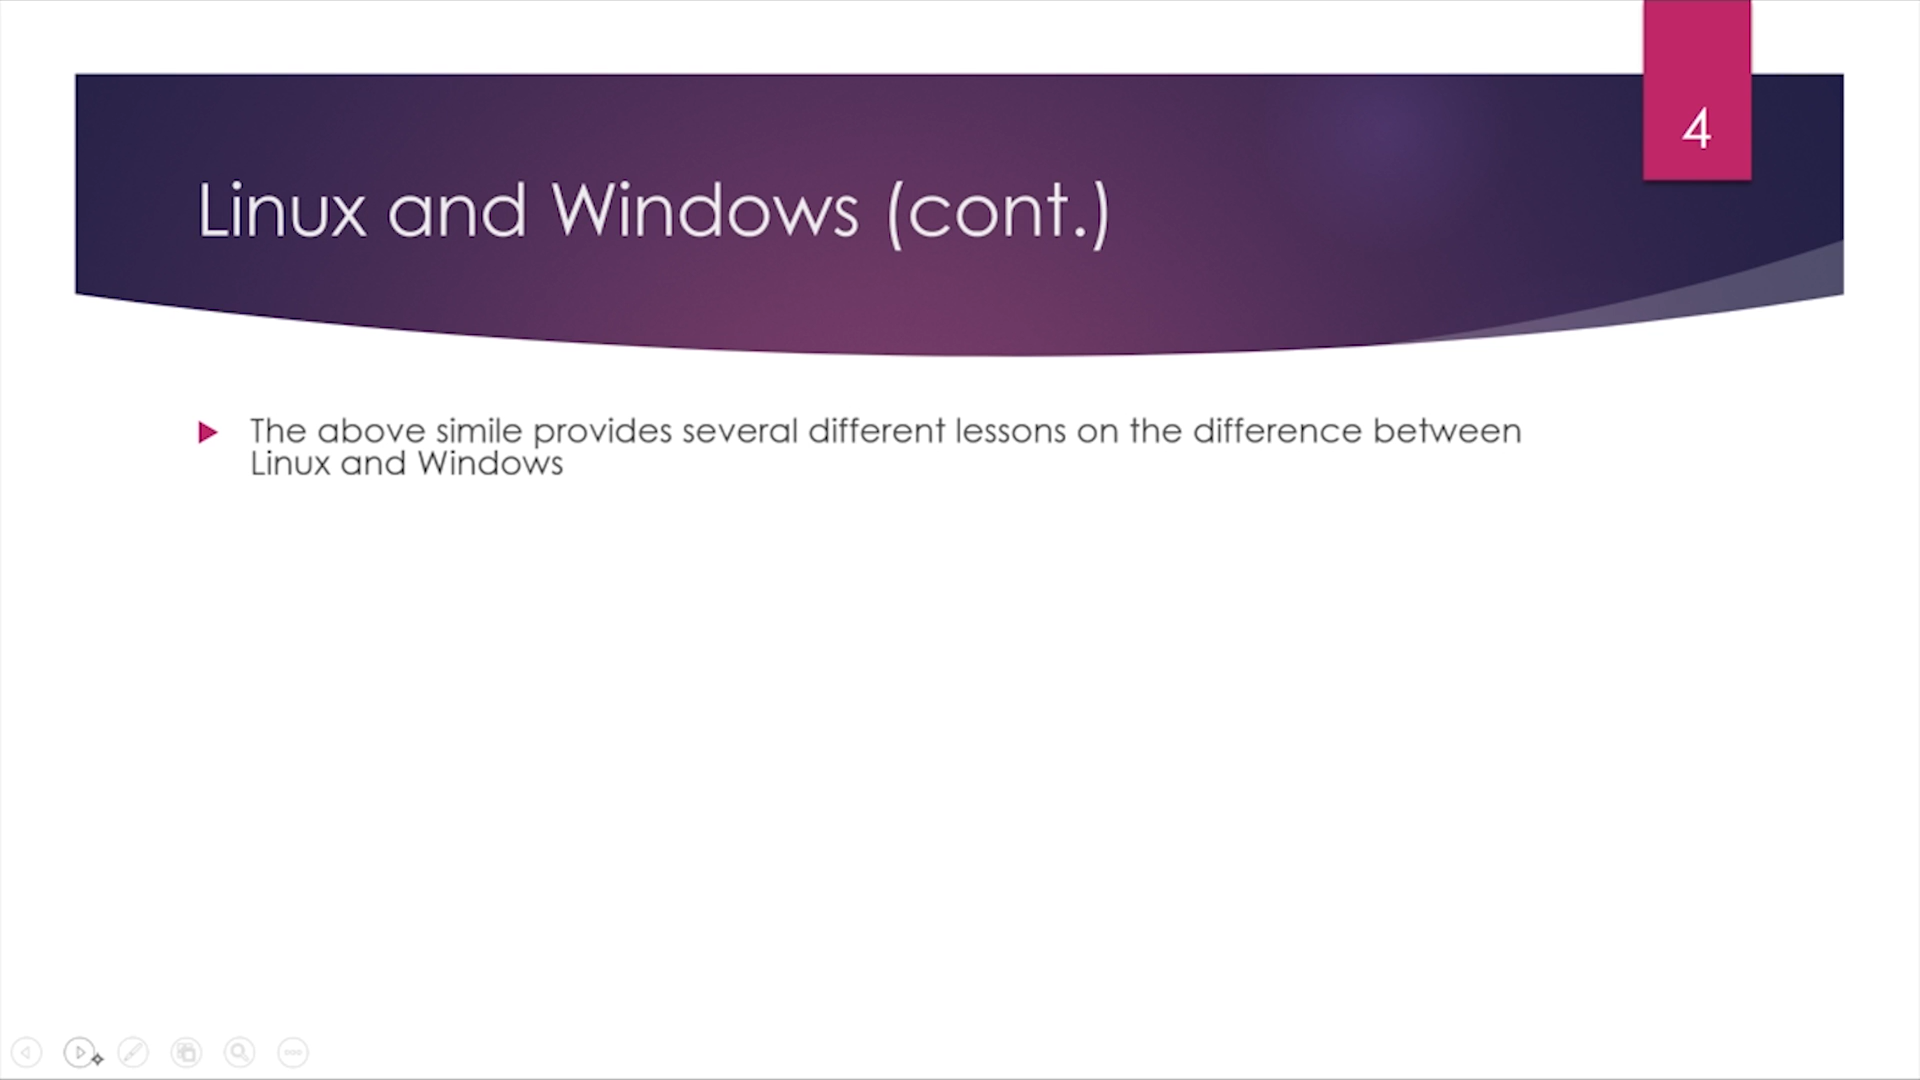 4
Linux and Windows (cont.)
The above simile provides several different lessons on the difference between
Linux and Windows